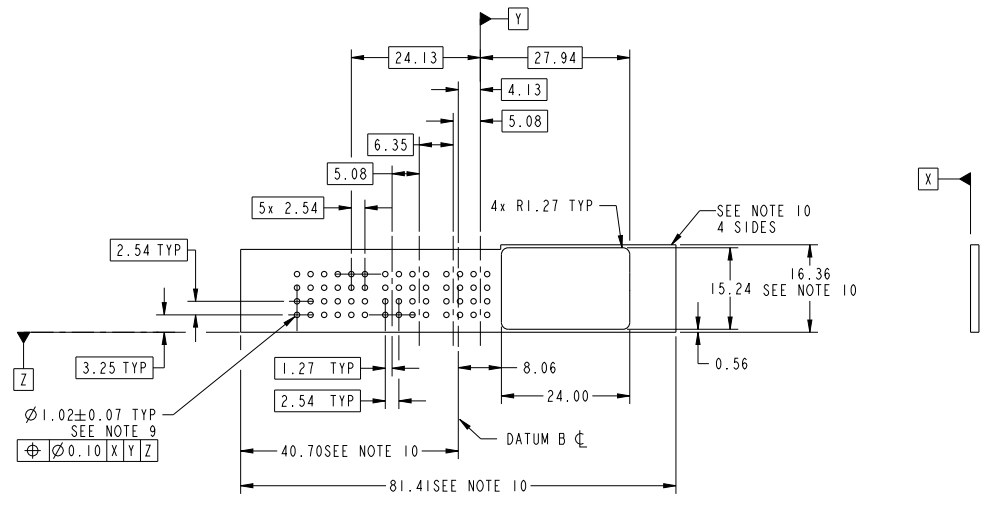 Y
24.13
27.94
4.13
5.08
6.35
5.08
X
5x 2.54
4x R1.27 TYP
SEE NOTE 10
4 SIDES
2.54 TYP
16.36
15.24 SEE NOTE 10
3.25 TYP
1.27 TYP
8.06
0.56
Z
2.54 TYP
24.00
Ø1.02±0.07 TYP
SEE NOTE 9
⌖ Ø0.10 X Y Z
DATUM B ℄
40.70SEE NOTE 10
81.41SEE NOTE 10